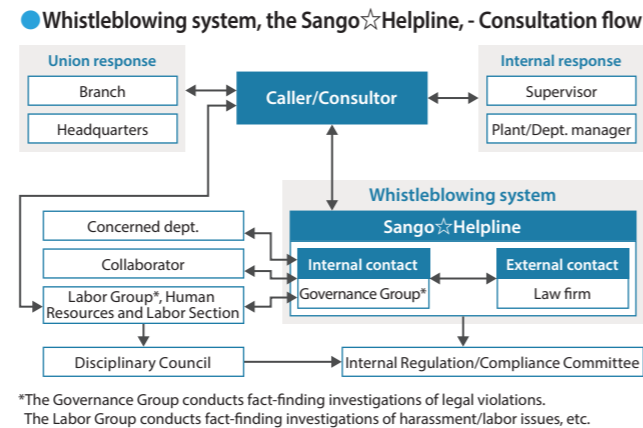 Whistleblowing system, the Sango☆Helpline, - Consultation flow
Union response
Branch
Headquarters
Caller/Consultor
Internal response
Supervisor
Plant/Dept. manager
Whistleblowing system
Sango☆Helpline
Internal contact
Governance Group*
External contact
Law firm
Concerned dept.
Collaborator
Labor Group*, Human
Resources and Labor Section
Disciplinary Council
Internal Regulation/Compliance Committee
*The Governance Group conducts fact-finding investigations of legal violations.
The Labor Group conducts fact-finding investigations of harassment/labor issues, etc.